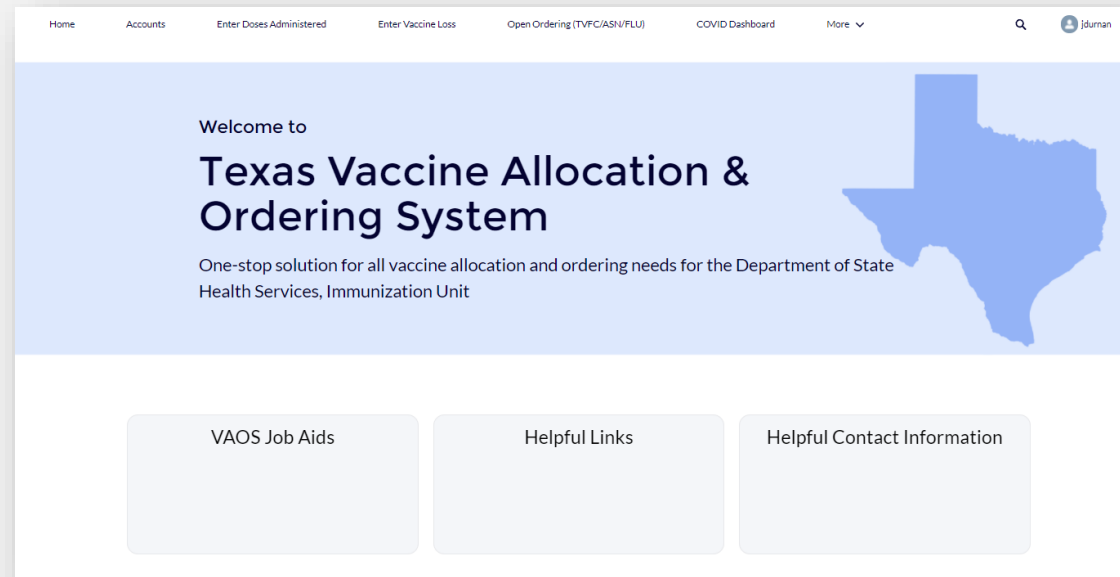 Home Accounts Enter Doses Administered Enter Vaccine Loss Open Ordering (TVFC/ASN/FLU) COVID Dashboard More jdurnan
Welcome to
Texas Vaccine Allocation &
Ordering System
One-stop solution for all vaccine allocation and ordering needs for the Department of State
Health Services, Immunization Unit
VAOS Job Aids Helpful Links Helpful Contact Information